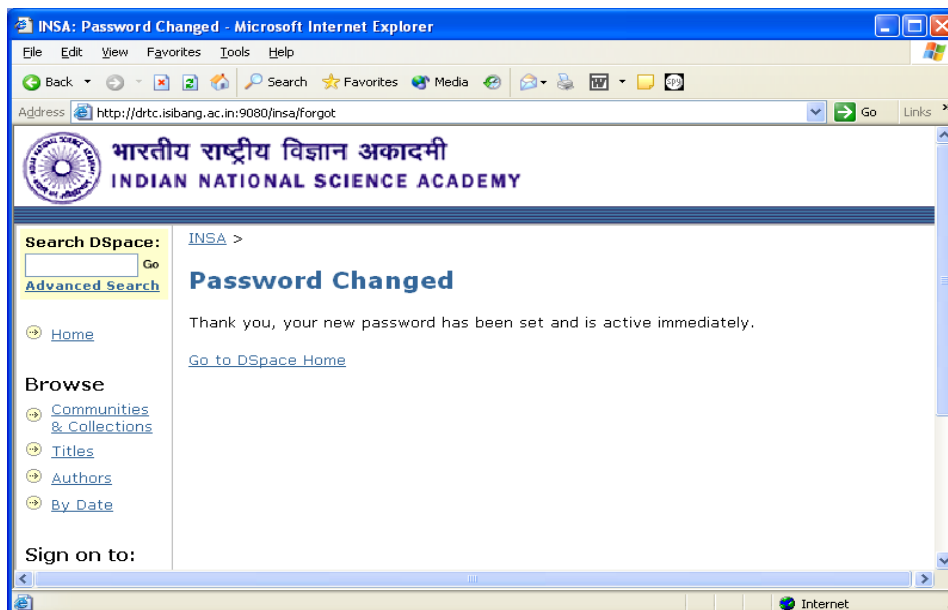 INSA: Password Changed - Microsoft Internet Explorer
File Edit View Favorites Tools Help
Back Search Favorites Media
Address http://drtc.isibang.ac.in:9080/insa/forgot Go Links »
भारतीय राष्ट्रीय विज्ञान अकादमी
INDIAN NATIONAL SCIENCE ACADEMY
Search DSpace:
Go
Advanced Search
Home
Browse
Communities
& Collections
Titles
Authors
By Date
Sign on to:
INSA >
Password Changed
Thank you, your new password has been set and is active immediately.
Go to DSpace Home
Internet